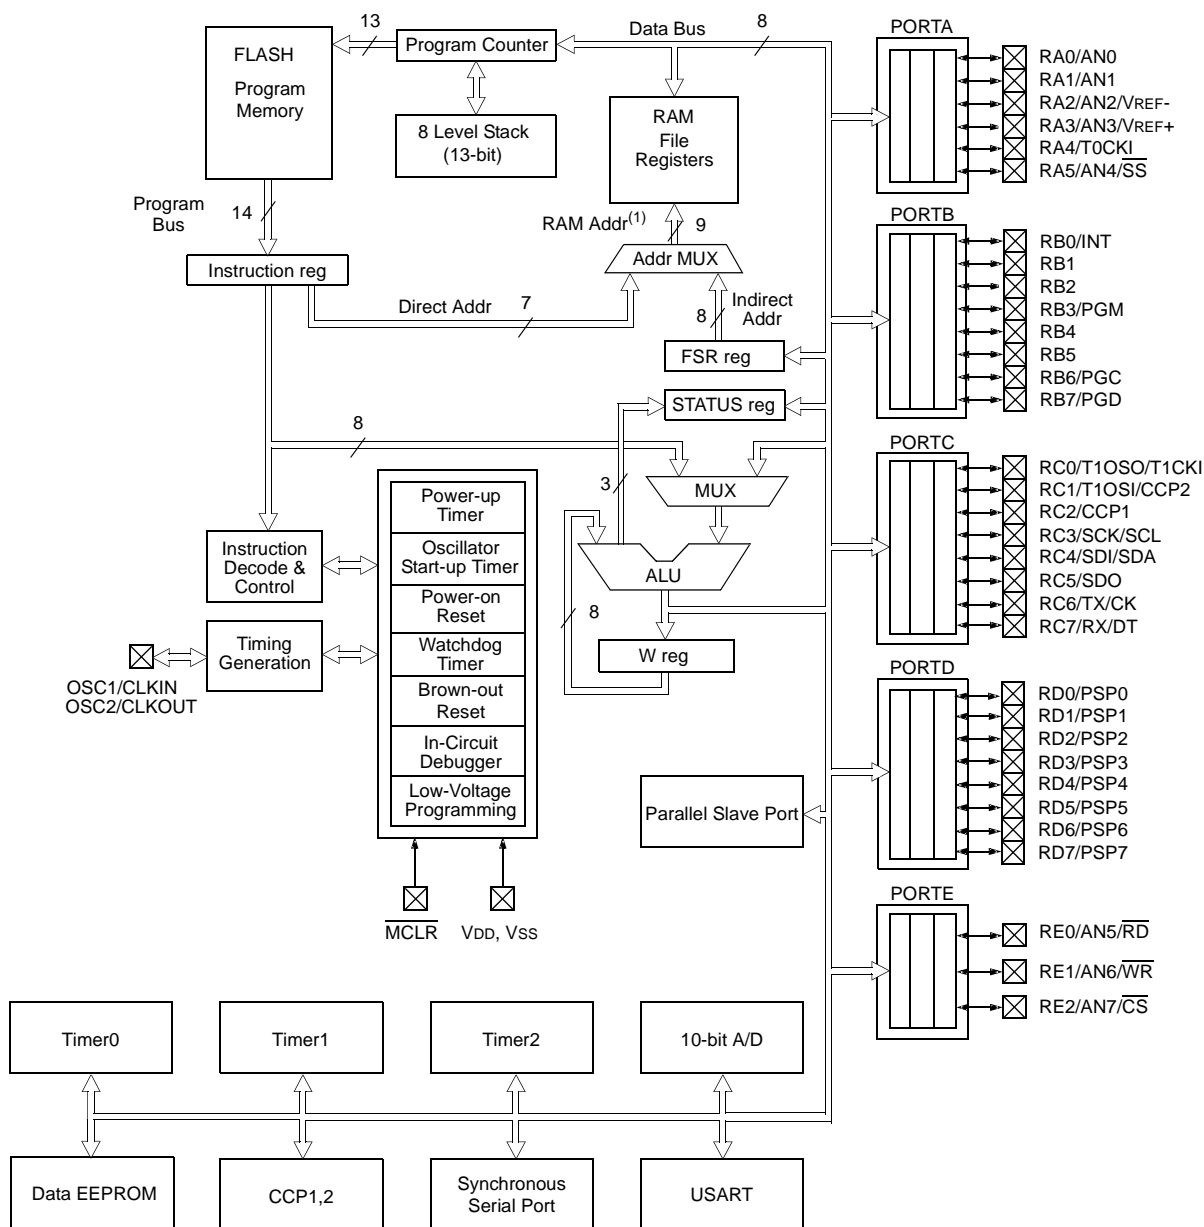 FLASH
Program
Memory
13
Program Counter
Data Bus
8
8 Level Stack
(13-bit)
RAM
File
Registers
Program
Bus
14
RAM Addr(1)
9
Instruction reg
Addr MUX
Direct Addr
7
8
Indirect
Addr
FSR reg
STATUS reg
8
3
MUX
ALU
8
W reg
Instruction
Decode &
Control
Timing
Generation
OSC1/CLKIN
OSC2/CLKOUT
Power-up
Timer
Oscillator
Start-up Timer
Power-on
Reset
Watchdog
Timer
Brown-out
Reset
In-Circuit
Debugger
Low-Voltage
Programming
MCLR
VDD, VSS
Parallel Slave Port
PORTA
RA0/AN0
RA1/AN1
RA2/AN2/VREF-
RA3/AN3/VREF+
RA4/T0CKI
RA5/AN4/SS
PORTB
RB0/INT
RB1
RB2
RB3/PGM
RB4
RB5
RB6/PGC
RB7/PGD
PORTC
RC0/T1OSO/T1CKI
RC1/T1OSI/CCP2
RC2/CCP1
RC3/SCK/SCL
RC4/SDI/SDA
RC5/SDO
RC6/TX/CK
RC7/RX/DT
PORTD
RD0/PSP0
RD1/PSP1
RD2/PSP2
RD3/PSP3
RD4/PSP4
RD5/PSP5
RD6/PSP6
RD7/PSP7
PORTE
RE0/AN5/RD
RE1/AN6/WR
RE2/AN7/CS
Timer0
Timer1
Timer2
10-bit A/D
Data EEPROM
CCP1,2
Synchronous
Serial Port
USART